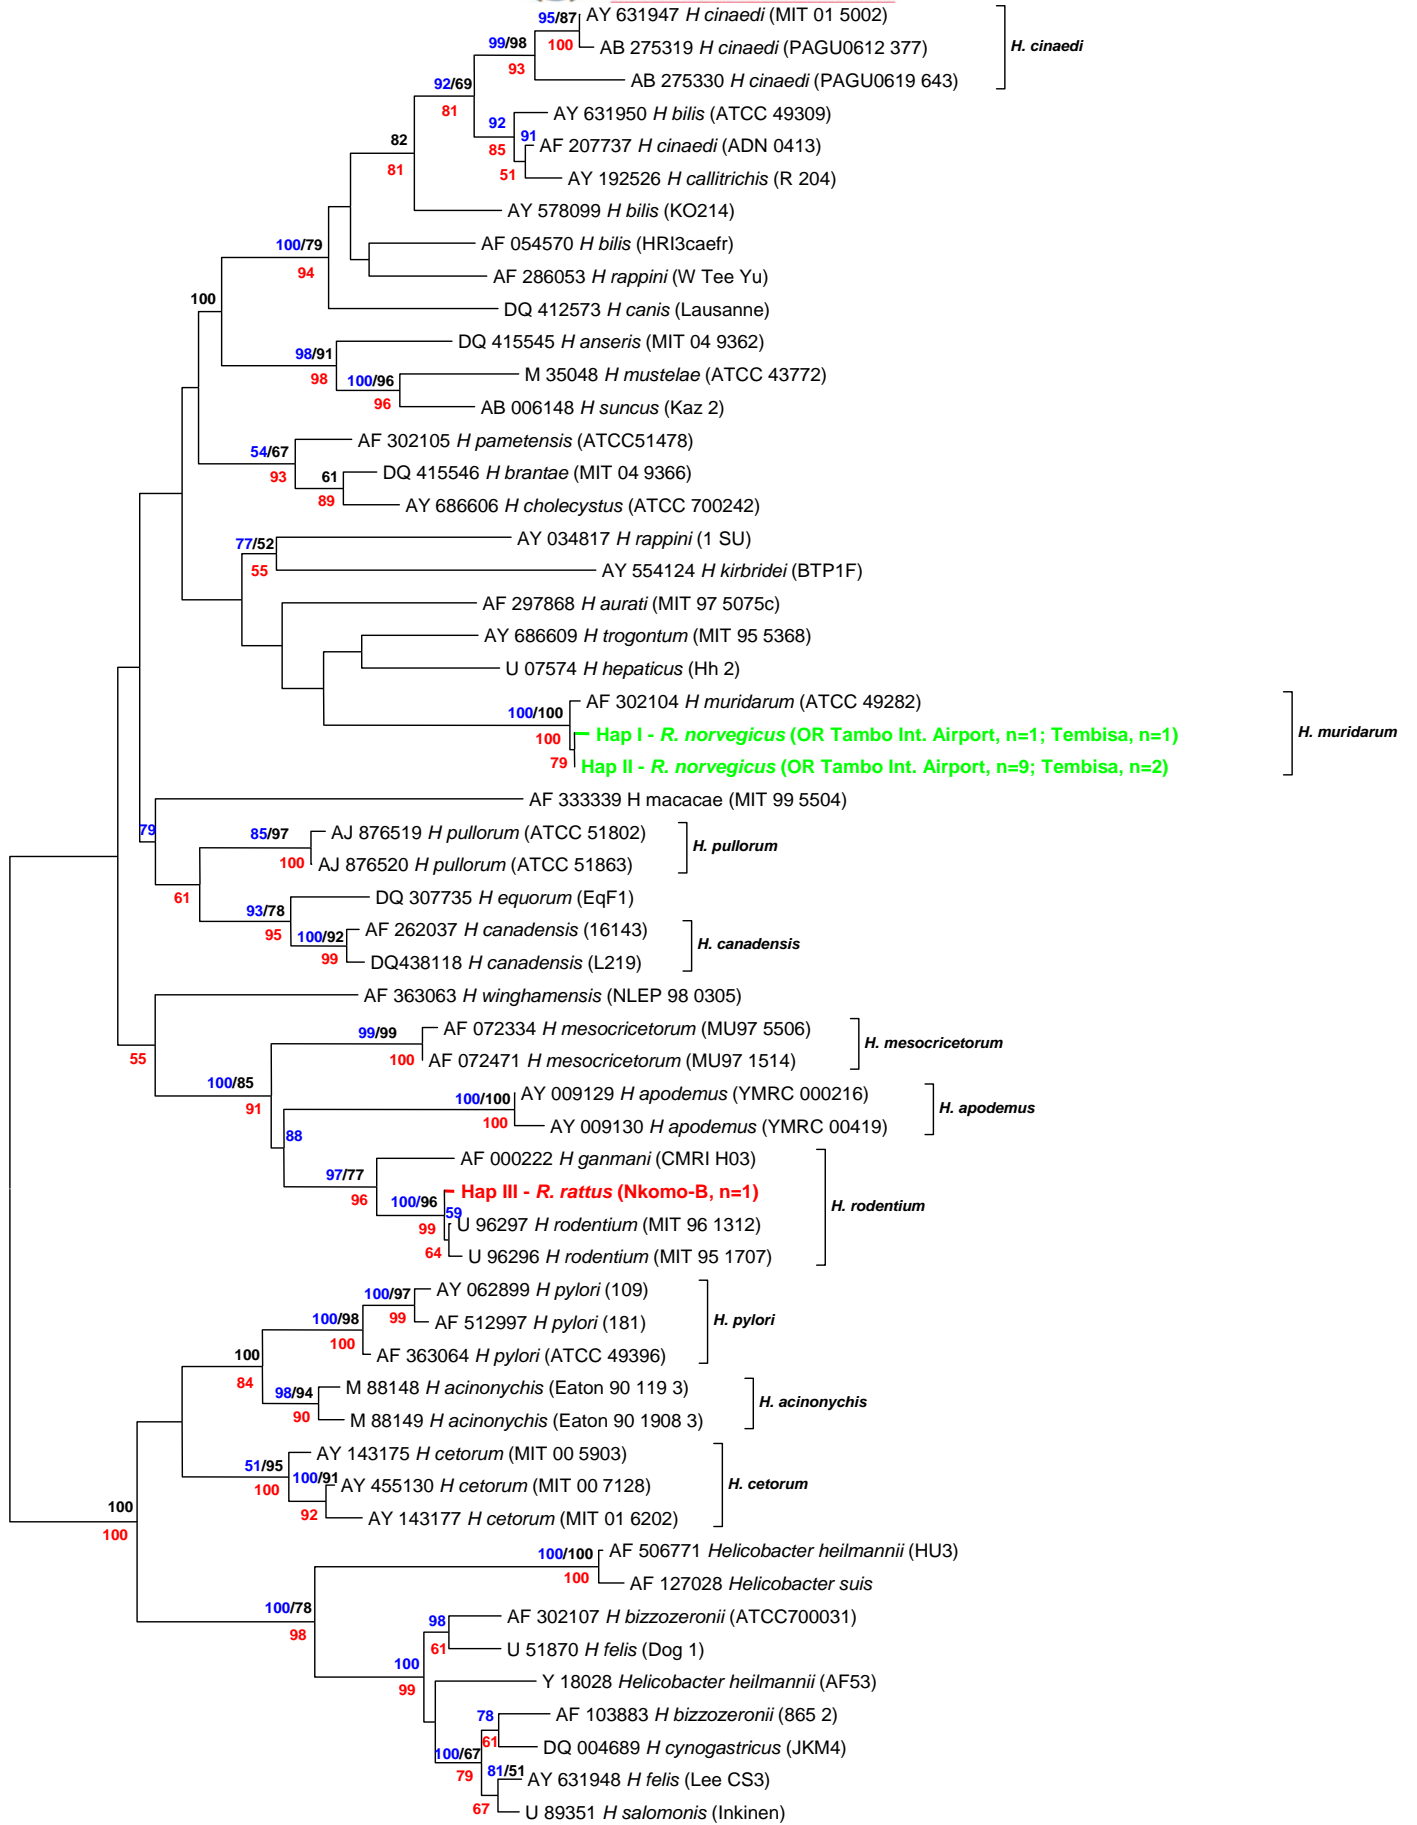 95/87 AY 631947 H cinaedi (MIT 01 5002)
99/98 100 AB 275319 H cinaedi (PAGU0612 377) H. cinaedi
93
92/69 AB 275330 H cinaedi (PAGU0619 643)
81
92 AY 631950 H bilis (ATCC 49309)
82 91
85 AF 207737 H cinaedi (ADN 0413)
81 51 AY 192526 H callitrichis (R 204)
AY 578099 H bilis (KO214)
100/79 AF 054570 H bilis (HRI3caefr)
94 AF 286053 H rappini (W Tee Yu)
100 DQ 412573 H canis (Lausanne)
98/91 DQ 415545 H anseris (MIT 04 9362)
98 100/96 M 35048 H mustelae (ATCC 43772)
96 AB 006148 H suncus (Kaz 2)
54/67 AF 302105 H pametensis (ATCC51478)
93 61 DQ 415546 H brantae (MIT 04 9366)
89 AY 686606 H cholecystus (ATCC 700242)
77/52 AY 034817 H rappini (1 SU)
55 AY 554124 H kirbridei (BTP1F)
AF 297868 H aurati (MIT 97 5075c)
AY 686609 H trogontum (MIT 95 5368)
U 07574 H hepaticus (Hh 2)
100/100 AF 302104 H muridarum (ATCC 49282)
100 Hap I - R. norvegicus (OR Tambo Int. Airport, n=1; Tembisa, n=1) H. muridarum
79 Hap II - R. norvegicus (OR Tambo Int. Airport, n=9; Tembisa, n=2)
AF 333339 H macacae (MIT 99 5504)
79 85/97 AJ 876519 H pullorum (ATCC 51802)
H. pullorum
100 AJ 876520 H pullorum (ATCC 51863)
61 DQ 307735 H equorum (EqF1)
93/78
95 100/92 AF 262037 H canadensis (16143)
H. canadensis
99 DQ438118 H canadensis (L219)
AF 363063 H winghamensis (NLEP 98 0305)
99/99 AF 072334 H mesocricetorum (MU97 5506)
H. mesocricetorum
55 100 AF 072471 H mesocricetorum (MU97 1514)
100/85 100/100 AY 009129 H apodemus (YMRC 000216)
91 H. apodemus
100 AY 009130 H apodemus (YMRC 00419)
88
97/77 AF 000222 H ganmani (CMRI H03)
96 100/96 Hap III - R. rattus (Nkomo-B, n=1)
H. rodentium
99 59 U 96297 H rodentium (MIT 96 1312)
64 U 96296 H rodentium (MIT 95 1707)
100/97 AY 062899 H pylori (109)
100/98 99 AF 512997 H pylori (181) H. pylori
100 100 AF 363064 H pylori (ATCC 49396)
84 98/94 M 88148 H acinonychis (Eaton 90 119 3)
H. acinonychis
90 M 88149 H acinonychis (Eaton 90 1908 3)
51/95 AY 143175 H cetorum (MIT 00 5903)
100 100/91 AY 455130 H cetorum (MIT 00 7128) H. cetorum
100 92 AY 143177 H cetorum (MIT 01 6202)
100
100/100 AF 506771 Helicobacter heilmannii (HU3)
100 AF 127028 Helicobacter suis
100/78 98 AF 302107 H bizzozeronii (ATCC700031)
98 61 U 51870 H felis (Dog 1)
100
99 Y 18028 Helicobacter heilmannii (AF53)
78 AF 103883 H bizzozeronii (865 2)
100/67 61 DQ 004689 H cynogastricus (JKM4)
79 81/51 AY 631948 H felis (Lee CS3)
67 U 89351 H salomonis (Inkinen)